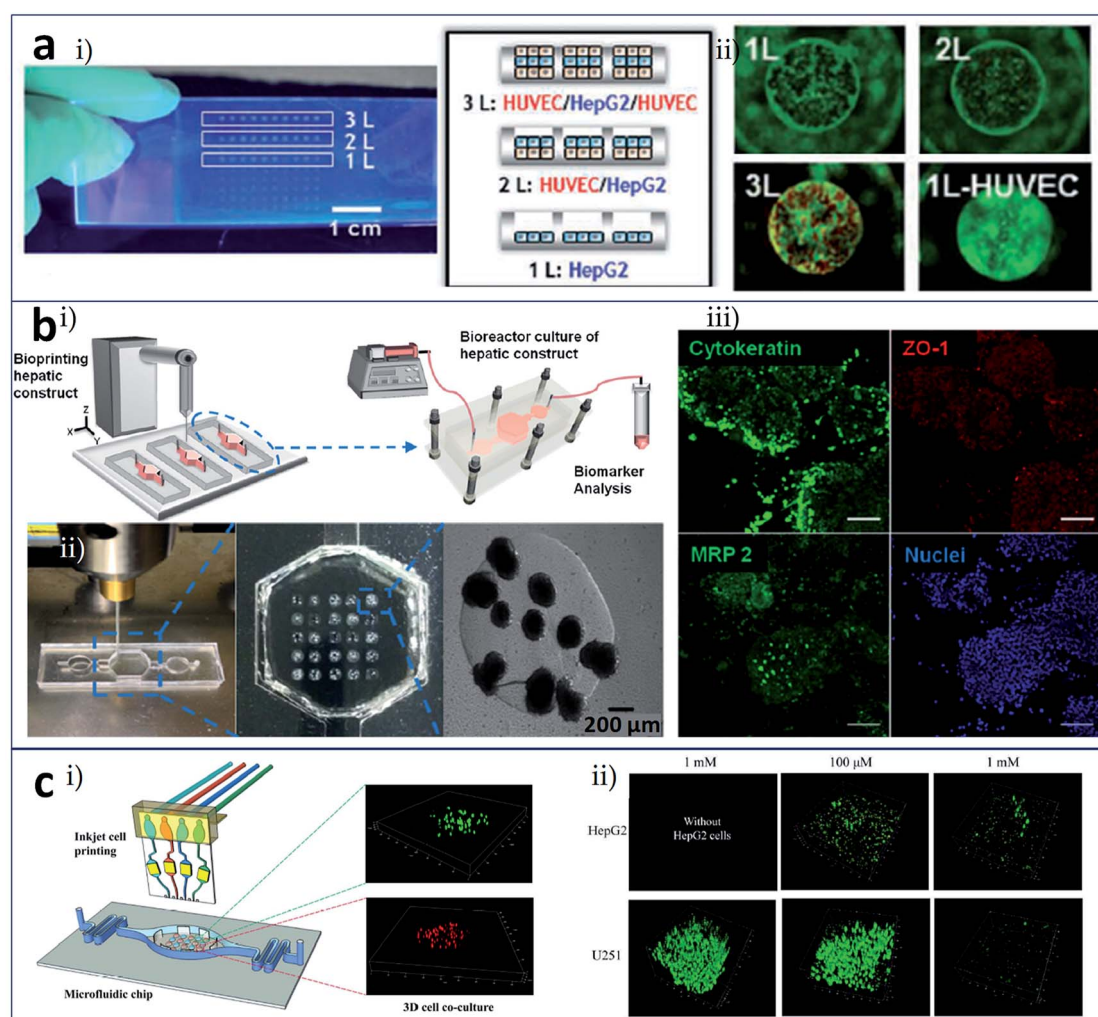 a i)
3 L
2 L
1 L
1 cm
3 L: HUVEC/HepG2/HUVEC
2 L: HUVEC/HepG2
1 L: HepG2
ii)
1L
2L
3L
1L-HUVEC
b i)
Bioprinting
hepatic
construct
Z
X
Y
Bioreactor culture of
hepatic construct
Biomarker
Analysis
ii)
200 μm
iii)
Cytokeratin
ZO-1
MRP 2
Nuclei
c i)
Inkjet cell
printing
Microfluidic chip
3D cell co-culture
ii)
1 mM
100 μM
1 mM
HepG2
Without
HepG2 cells
U251